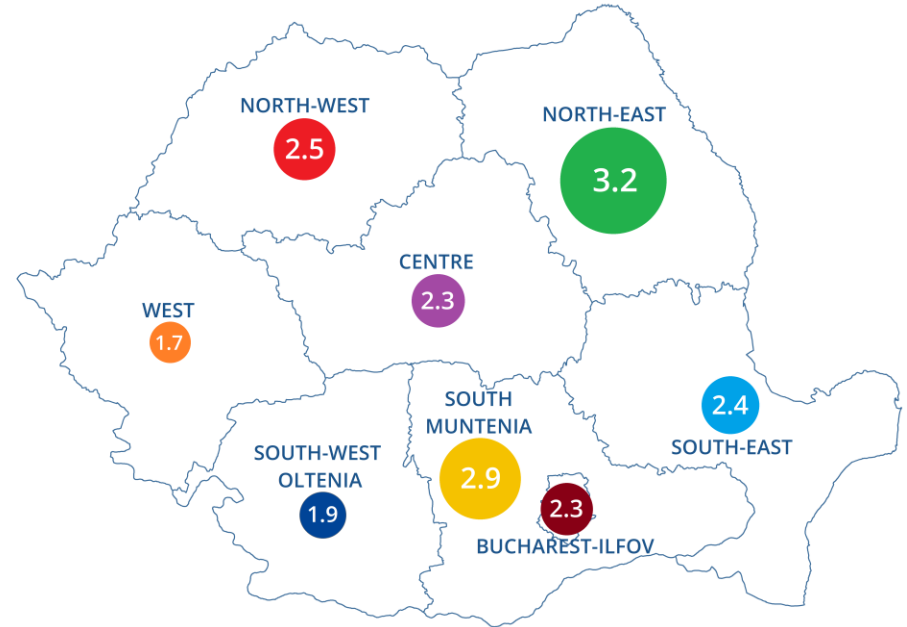 NORTH-WEST
2.5
NORTH-EAST
3.2
CENTRE
2.3
WEST
1.7
SOUTH-EAST
2.4
SOUTH
MUNTENIA
2.9
SOUTH-WEST
OLTENIA
1.9
2.3
BUCHAREST-ILFOV